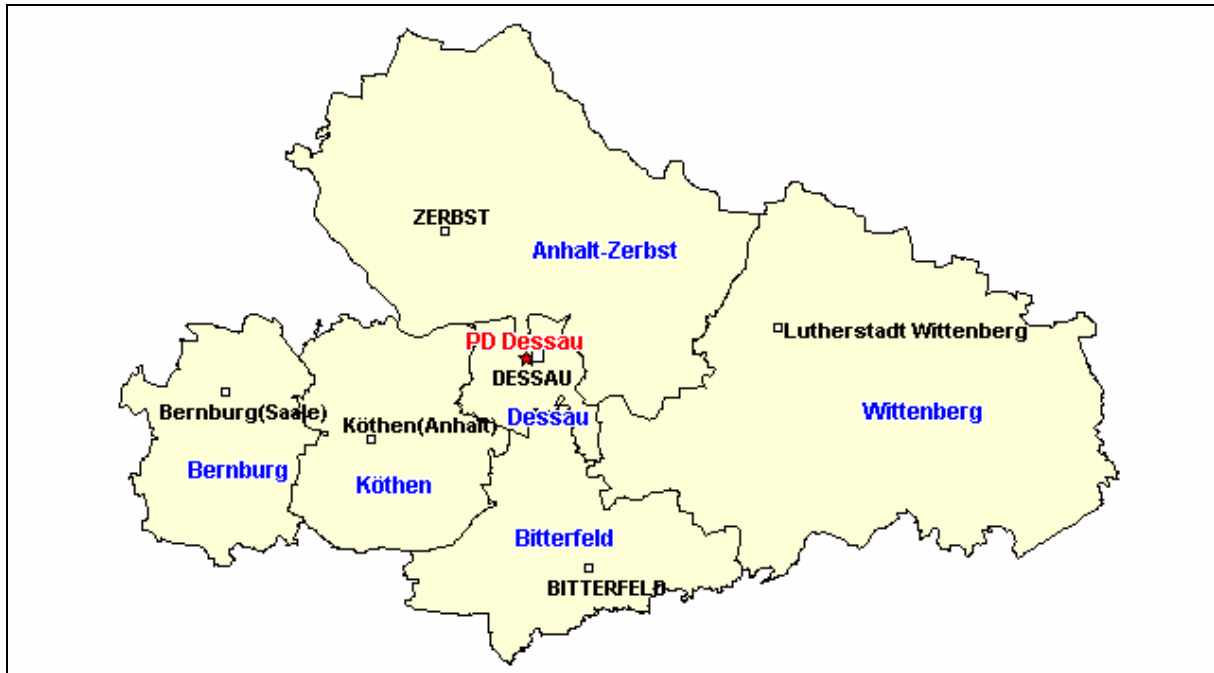 ZERBST
Anhalt-Zerbst
Lutherstadt Wittenberg
PD Dessau
DESSAU
Bernburg(Saale)
Dessau
Wittenberg
Köthen(Anhalt)
Bernburg
Köthen
Bitterfeld
BITTERFELD